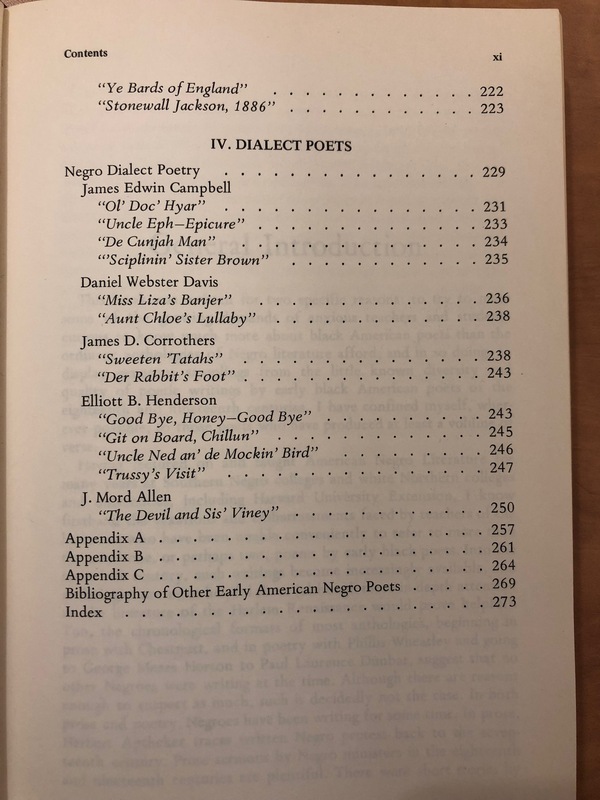 Contents xi
“Ye Bards of England” . . . . . . . . . . . . . 222
“Stonewall Jackson, 1886” . . . . . . . . . . . . 223
IV. DIALECT POETS
Negro Dialect Poetry . . . . . . . . . . . . . . . . 229
James Edwin Campbell
“Ol’ Doc’ Hyar” . . . . . . . . . . . . . . . . 231
“Uncle Eph—Epicure” . . . . . . . . . . . . . . 233
“De Cunjah Man” . . . . . . . . . . . . . . . 234
“’Sciplinin’ Sister Brown” . . . . . . . . . . . . 235
Daniel Webster Davis
“Miss Liza’s Banjer” . . . . . . . . . . . . . . 236
“Aunt Chloe’s Lullaby” . . . . . . . . . . . . . 238
James D. Corrothers
“Sweeten ’Tatahs” . . . . . . . . . . . . . . . 238
“Der Rabbit’s Foot” . . . . . . . . . . . . . . . 243
Elliott B. Henderson
“Good Bye, Honey—Good Bye” . . . . . . . . . . 243
“Git on Board, Chillun” . . . . . . . . . . . . . 245
“Uncle Ned an’ de Mockin’ Bird” . . . . . . . . . . 246
“Trussy’s Visit” . . . . . . . . . . . . . . . . 247
J. Mord Allen
“The Devil and Sis’ Viney” . . . . . . . . . . . . 250
Appendix A . . . . . . . . . . . . . . . . . . . . 257
Appendix B . . . . . . . . . . . . . . . . . . . . 261
Appendix C . . . . . . . . . . . . . . . . . . . . 264
Bibliography of Other Early American Negro Poets . . . . . 269
Index . . . . . . . . . . . . . . . . . . . . . . 273